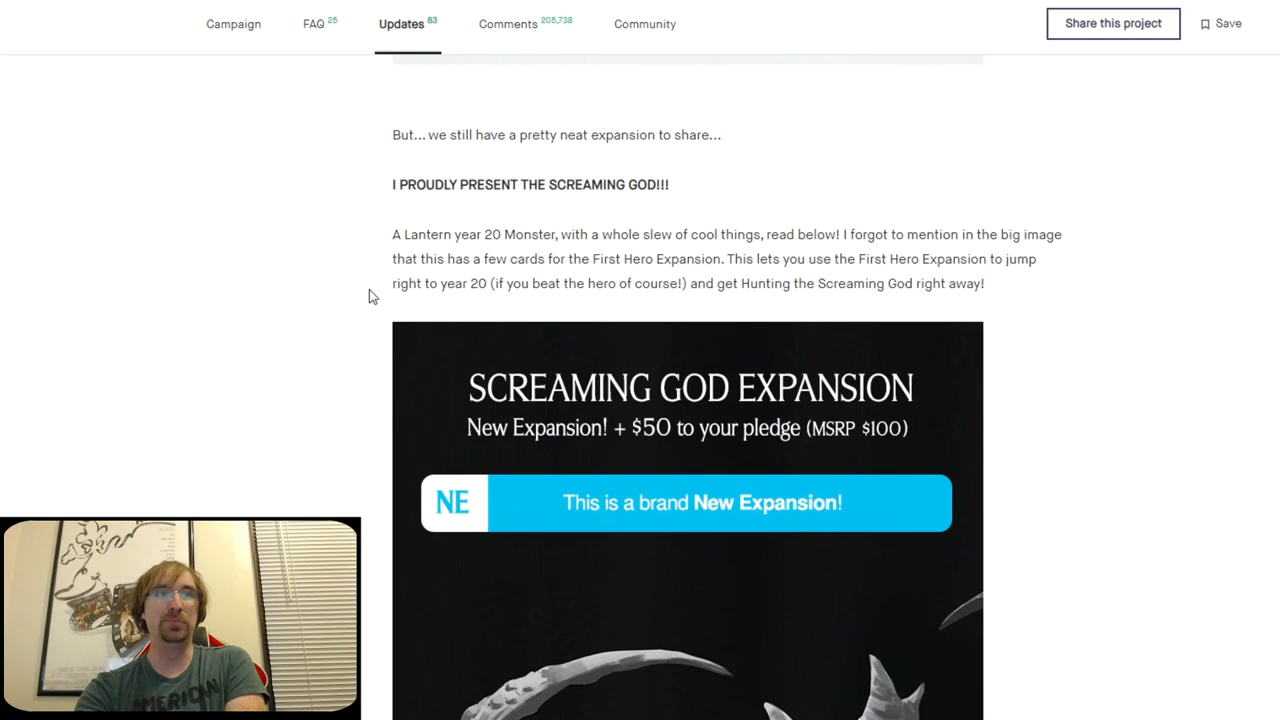 Campaign FAQ 25 Updates 83 Comments 205,738 Community Share this project Save
But... we still have a pretty neat expansion to share...
I PROUDLY PRESENT THE SCREAMING GOD!!!
A Lantern year 20 Monster, with a whole slew of cool things, read below! I forgot to mention in the big image
that this has a few cards for the First Hero Expansion. This lets you use the First Hero Expansion to jump
right to year 20 (if you beat the hero of course!) and get Hunting the Screaming God right away!
SCREAMING GOD EXPANSION
New Expansion! + $50 to your pledge (MSRP $100)
NE This is a brand New Expansion!
AMERICAN